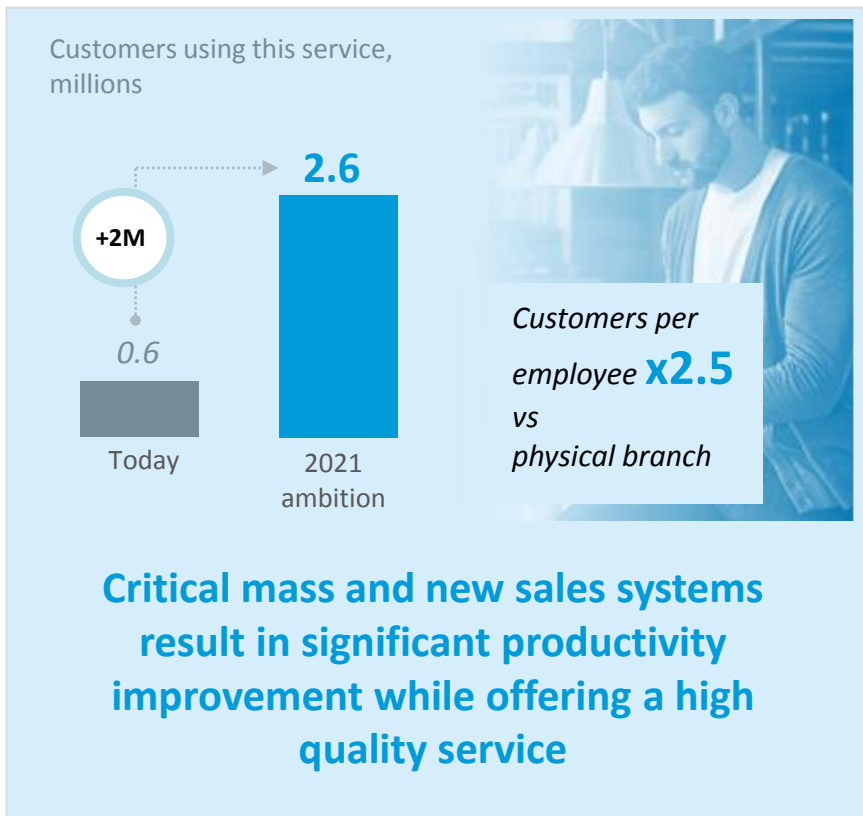 Customers using this service,
millions
2.6
+2M
0.6
Today
2021
ambition
Customers per
employee x2.5
vs
physical branch
Critical mass and new sales systems
result in significant productivity
improvement while offering a high
quality service